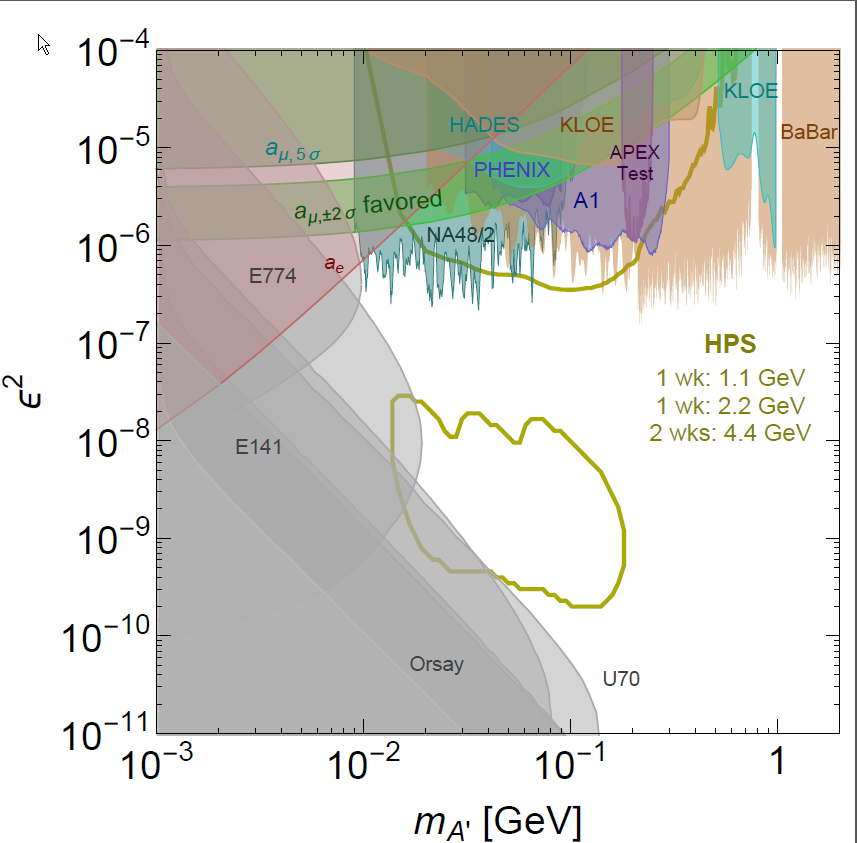 10⁻⁴
10⁻⁵
10⁻⁶
10⁻⁷
10⁻⁸
10⁻⁹
10⁻¹⁰
10⁻¹¹
ϵ²
10⁻³
10⁻²
10⁻¹
1
m_A' [GeV]
a_μ,5σ
a_μ,±2σ favored
a_e
HADES
KLOE
KLOE
BaBar
PHENIX
APEX
Test
A1
NA48/2
E774
E141
Orsay
U70
HPS
1 wk: 1.1 GeV
1 wk: 2.2 GeV
2 wks: 4.4 GeV